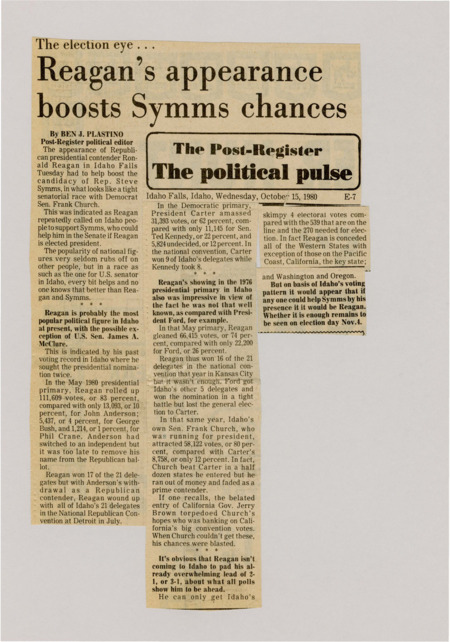 The election eye . . .
Reagan's appearance
boosts Symms chances
By BEN J. PLASTINO
Post-Register political editor
The appearance of Republi-
can presidential contender Ron-
ald Reagan in Idaho Falls
Tuesday had to help boost the
candidacy of Rep. Steve
Symms, in what looks like a tight
senatorial race with Democrat
Sen. Frank Church.
This was indicated as Reagan
repeatedly called on Idaho peo-
ple to support Symms, who could
help him in the Senate if Reagan
is elected president.
The popularity of national fig-
ures very seldom rubs off on
other people, but in a race as
such as the one for U.S. senator
in Idaho, every bit helps and no
one knows that better than Rea-
gan and Symms.
* * *
Reagan is probably the most
popular political figure in Idaho
at present, with the possible ex-
ception of U.S. Sen. James A.
McClure.
This is indicated by his past
voting record in Idaho where he
sought the presidential nomina-
tion twice.
In the May 1980 presidential
primary, Reagan rolled up
111,609 votes, or 83 percent,
compared with only 13,093, or 10
percent, for John Anderson;
5,437, or 4 percent, for George
Bush, and 1,214, or 1 percent, for
Phil Crane. Anderson had
switched to an independent but
it was too late to remove his
name from the Republican bal-
lot.
Reagan won 17 of the 21 dele-
gates but with Anderson's with-
drawal as a Republican
contender, Reagan wound up
with all of Idaho's 21 delegates
in the National Republican Con-
vention at Detroit in July.
The Post-Register
The political pulse
Idaho Falls, Idaho, Wednesday, October 15, 1980 E-7
In the Democratic primary,
President Carter amassed
31,393 votes, or 62 percent, com-
pared with only 11,145 for Sen.
Ted Kennedy, or 22 percent, and
5,824 undecided, or 12 percent. In
the national convention, Carter
won 9 of Idaho's delegates while
Kennedy took 8.
* * *
Reagan's showing in the 1976
presidential primary in Idaho
also was impressive in view of
the fact he was not that well
known, as compared with Presi-
dent Ford, for example.
In that May primary, Reagan
gleaned 66,415 votes, or 74 per-
cent, compared with only 22,200
for Ford, or 26 percent.
Reagan thus won 16 of the 21
delegates in the national con-
vention that year in Kansas City
but it wasn't enough. Ford got
Idaho's other 5 delegates and
won the nomination in a tight
battle but lost the general elec-
tion to Carter.
In that same year, Idaho's
own Sen. Frank Church, who
was running for president,
attracted 58,122 votes, or 80 per-
cent, compared with Carter's
8,758, or only 12 percent. In fact,
Church beat Carter in a half
dozen states he entered but he
ran out of money and faded as a
prime contender.
If one recalls, the belated
entry of California Gov. Jerry
Brown torpedoed Church's
hopes who was banking on Cali-
fornia's big convention votes.
When Church couldn't get these,
his chances were blasted.
* * *
It's obvious that Reagan isn't
coming to Idaho to pad his al-
ready overwhelming lead of 2-
1, or 3-1, about what all polls
show him to be ahead.
He can only get Idaho's
skimpy 4 electoral votes com-
pared with the 539 that are on the
line and the 270 needed for elec-
tion. In fact Reagan is conceded
all of the Western States with
exception of those on the Pacific
Coast, California, the key state;
and Washington and Oregon.
But on basis of Idaho's voting
pattern it would appear that if
any one could help Symms by his
presence it it would be Reagan.
Whether it is enough remains to
be seen on election day Nov. 4.